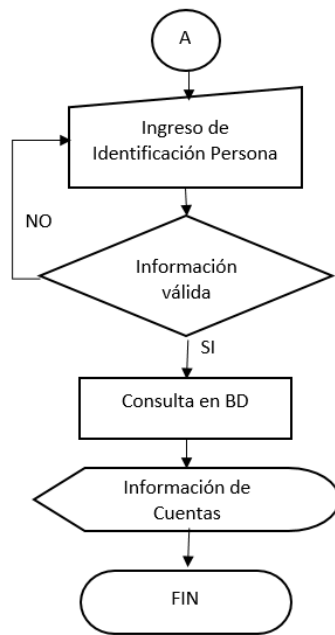 A
Ingreso de
Identificación Persona
NO
Información
válida
SI
Consulta en BD
Información de
Cuentas
FIN